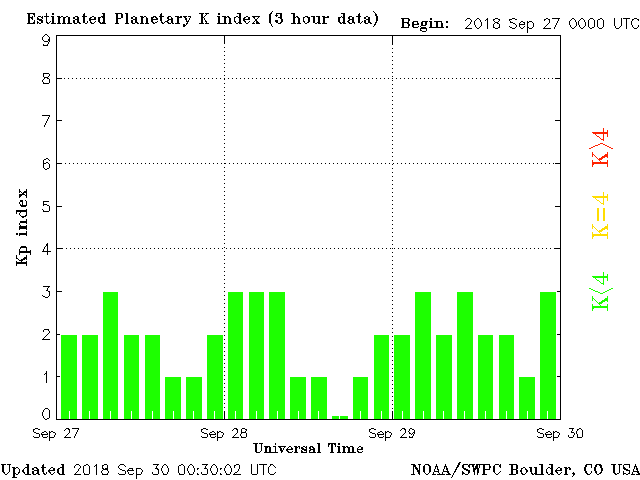 Estimated Planetary K index (3 hour data) Begin: 2018 Sep 27 0000 UTC
9
8
7
6
5
4
3
2
1
0
Kp index
K>4
K=4
K<4
Sep 27 Sep 28 Sep 29 Sep 30
Universal Time
Updated 2018 Sep 30 00:30:02 UTC NOAA/SWPC Boulder, CO USA